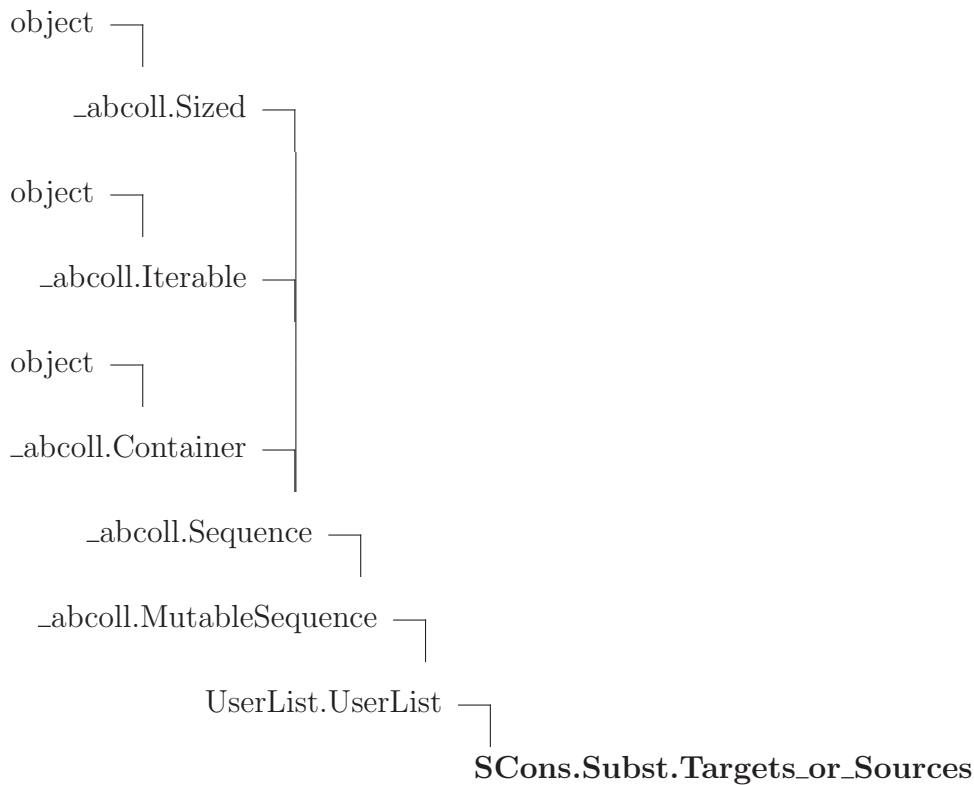 object
_abcoll.Sized
object
_abcoll.Iterable
object
_abcoll.Container
_abcoll.Sequence
_abcoll.MutableSequence
UserList.UserList
SCons.Subst.Targets_or_Sources